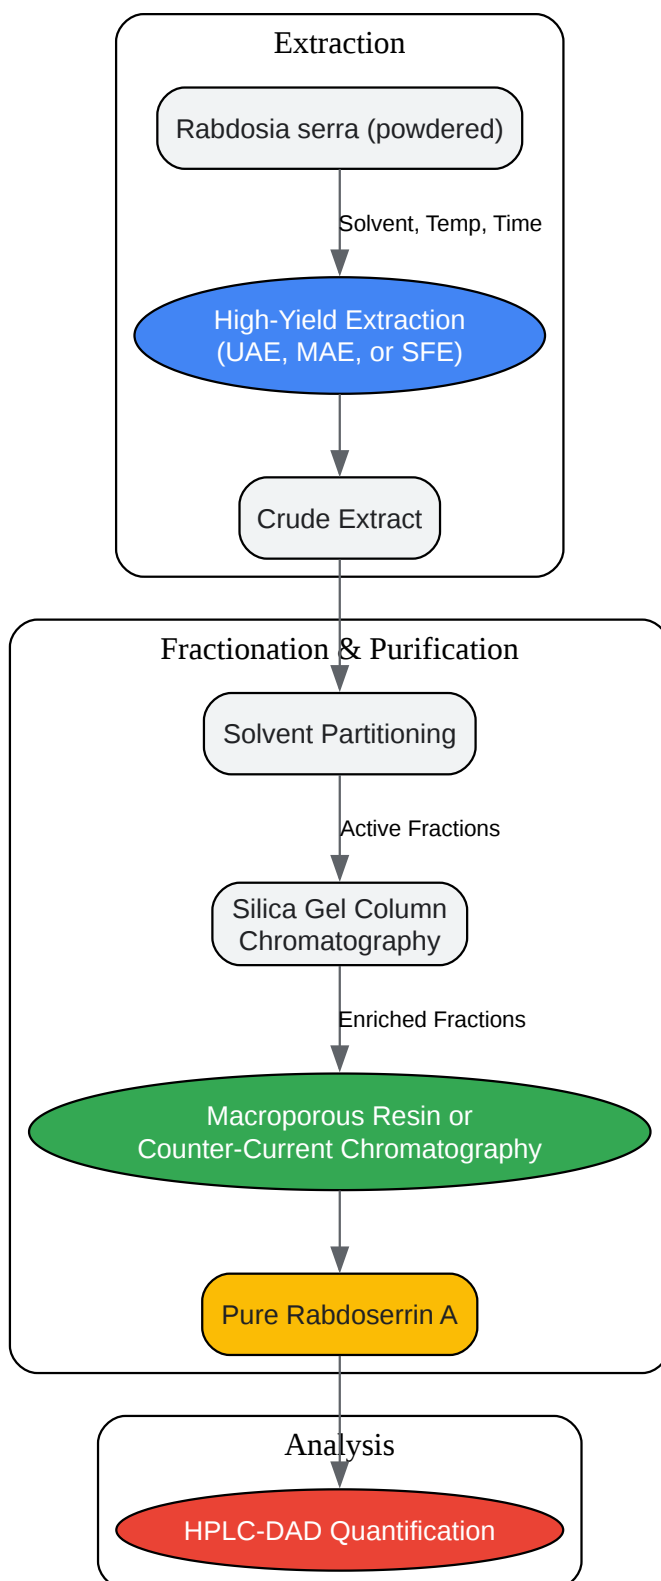 Extraction
Rabdosia serra (powdered)
Solvent, Temp, Time
High-Yield Extraction
(UAE, MAE, or SFE)
Crude Extract
Fractionation & Purification
Solvent Partitioning
Active Fractions
Silica Gel Column
Chromatography
Enriched Fractions
Macroporous Resin or
Counter-Current Chromatography
Pure Rabdoserrin A
Analysis
HPLC-DAD Quantification